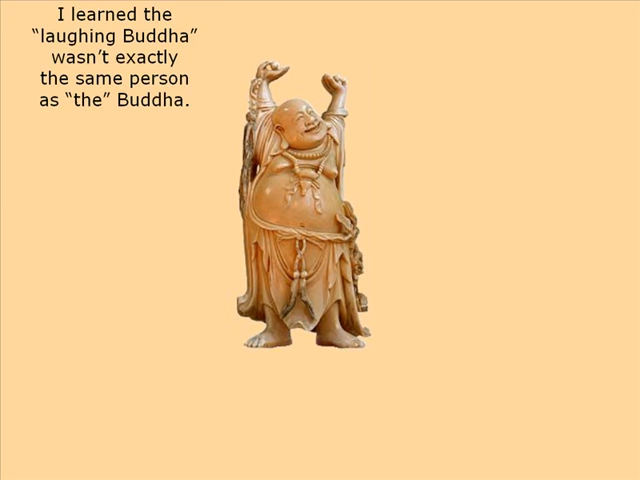 I learned the
“laughing Buddha”
wasn’t exactly
the same person
as “the” Buddha.